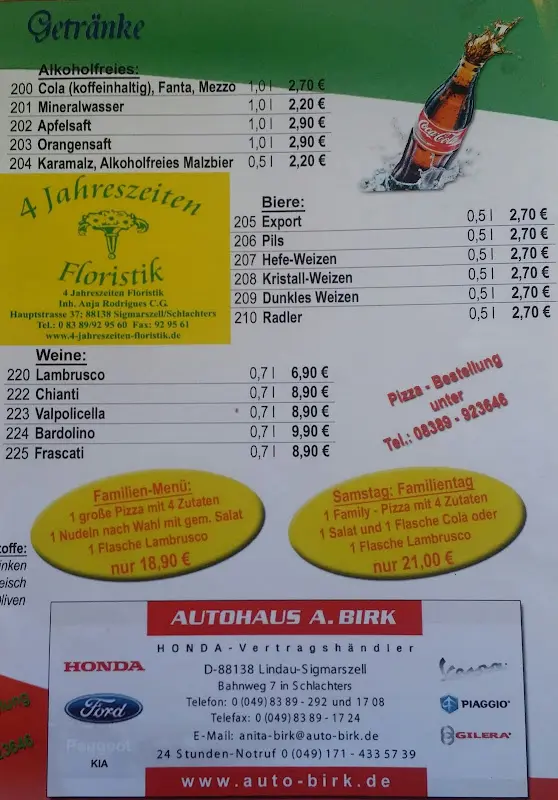 Getränke
Alkoholfreies:
200 Cola (koffeinhaltig), Fanta, Mezzo 1,0 l 2,70 €
201 Mineralwasser 1,0 l 2,20 €
202 Apfelsaft 1,0 l 2,90 €
203 Orangensaft 1,0 l 2,90 €
204 Karamalz, Alkoholfreies Malzbier 0,5 l 2,20 €
Coca-Cola
4 Jahreszeiten
Floristik
4 Jahreszeiten Floristik
Inh. Anja Rodrigues C.G.
Hauptstrasse 37; 88138 Sigmarszell/Schlachters
Tel.: 0 83 89/92 95 60 Fax: 92 95 61
www.4-jahreszeiten-floristik.de
Biere:
205 Export 0,5 l 2,70 €
206 Pils 0,5 l 2,70 €
207 Hefe-Weizen 0,5 l 2,70 €
208 Kristall-Weizen 0,5 l 2,70 €
209 Dunkles Weizen 0,5 l 2,70 €
210 Radler 0,5 l 2,70 €
Weine:
220 Lambrusco 0,7 l 6,90 €
222 Chianti 0,7 l 8,90 €
223 Valpolicella 0,7 l 8,90 €
224 Bardolino 0,7 l 9,90 €
225 Frascati 0,7 l 8,90 €
Pizza - Bestellung
unter
Tel.: 08389 - 923646
Familien-Menü:
1 große Pizza mit 4 Zutaten
1 Nudeln nach Wahl mit gem. Salat
1 Flasche Lambrusco
nur 18,90 €
Samstag: Familientag
1 Family - Pizza mit 4 Zutaten
1 Salat und 1 Flasche Cola oder
1 Flasche Lambrusco
nur 21,00 €
toffe:
inken
eisch
liven
llung
23646
AUTOHAUS A. BIRK
HONDA-Vertragshändler
HONDA
Ford
Peugeot
KIA
D-88138 Lindau-Sigmarszell
Bahnweg 7 in Schlachters
Telefon: 0 (049) 83 89 - 292 und 17 08
Telefax: 0 (049) 83 89 - 17 24
E-Mail: anita-birk@auto-birk.de
24 Stunden-Notruf 0 (049) 171 - 433 57 39
Vespa
PIAGGIO
GILERA
www.auto-birk.de